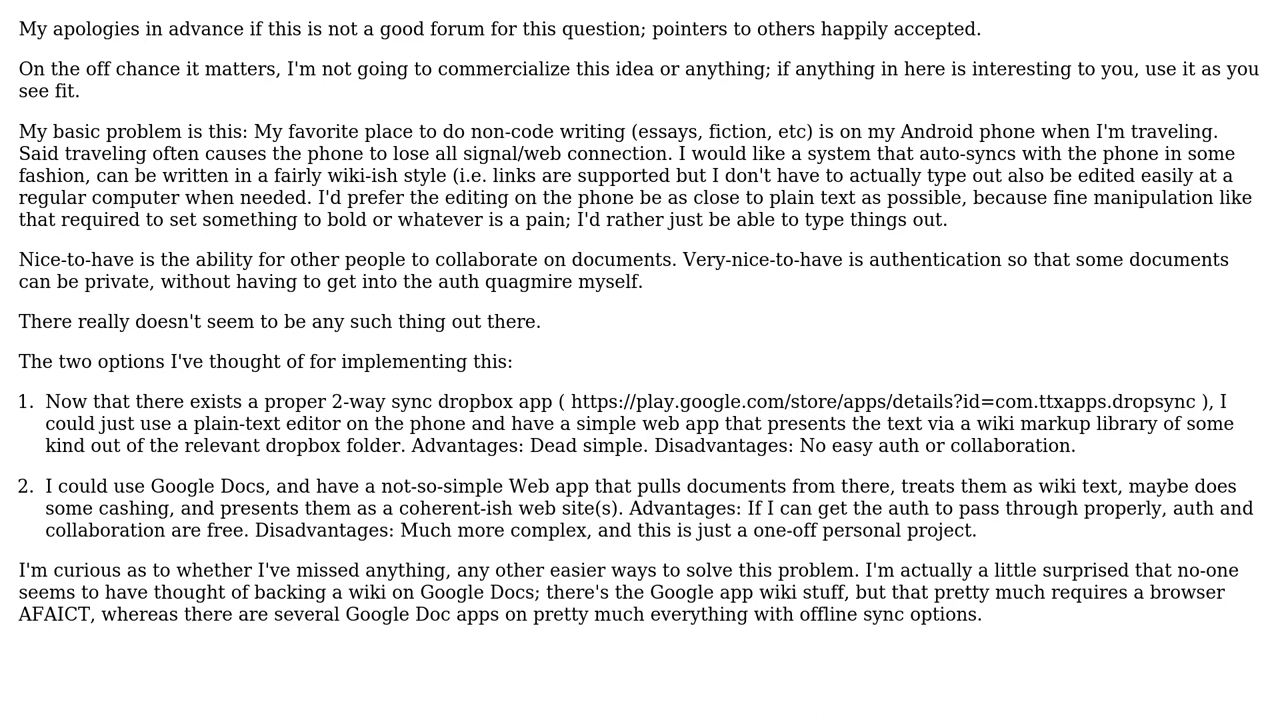 My apologies in advance if this is not a good forum for this question; pointers to others happily accepted.
On the off chance it matters, I'm not going to commercialize this idea or anything; if anything in here is interesting to you, use it as you
see fit.
My basic problem is this: My favorite place to do non-code writing (essays, fiction, etc) is on my Android phone when I'm traveling.
Said traveling often causes the phone to lose all signal/web connection. I would like a system that auto-syncs with the phone in some
fashion, can be written in a fairly wiki-ish style (i.e. links are supported but I don't have to actually type out also be edited easily at a
regular computer when needed. I'd prefer the editing on the phone be as close to plain text as possible, because fine manipulation like
that required to set something to bold or whatever is a pain; I'd rather just be able to type things out.
Nice-to-have is the ability for other people to collaborate on documents. Very-nice-to-have is authentication so that some documents
can be private, without having to get into the auth quagmire myself.
There really doesn't seem to be any such thing out there.
The two options I've thought of for implementing this:
1. Now that there exists a proper 2-way sync dropbox app ( https://play.google.com/store/apps/details?id=com.ttxapps.dropsync ), I
could just use a plain-text editor on the phone and have a simple web app that presents the text via a wiki markup library of some
kind out of the relevant dropbox folder. Advantages: Dead simple. Disadvantages: No easy auth or collaboration.
2. I could use Google Docs, and have a not-so-simple Web app that pulls documents from there, treats them as wiki text, maybe does
some cashing, and presents them as a coherent-ish web site(s). Advantages: If I can get the auth to pass through properly, auth and
collaboration are free. Disadvantages: Much more complex, and this is just a one-off personal project.
I'm curious as to whether I've missed anything, any other easier ways to solve this problem. I'm actually a little surprised that no-one
seems to have thought of backing a wiki on Google Docs; there's the Google app wiki stuff, but that pretty much requires a browser
AFAICT, whereas there are several Google Doc apps on pretty much everything with offline sync options.